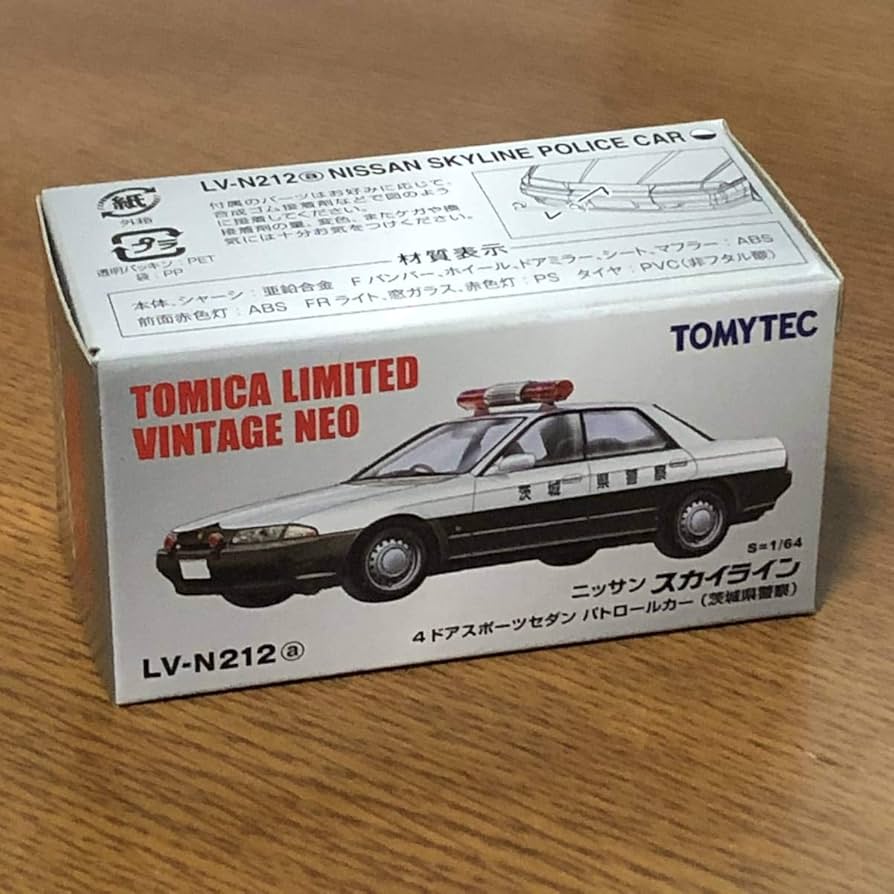 LV-N212ⓐ NISSAN SKYLINE POLICE CAR
紙
外箱
プラ
透明パッキン：PET
袋：PP
付属のパーツはお好みに応じて、
合成ゴム接着剤などで図のよう
に接着してください。
接着剤の量、変色、またケガや換
気には十分お気をつけください。
材質表示
本体、シャーシ：亜鉛合金 Fバンパー、ホイール、ドアミラー、シート、マフラー：ABS
前面赤色灯：ABS FRライト、窓ガラス、赤色灯：PS タイヤ：PVC(非フタル酸)
TOMYTEC
TOMICA LIMITED
VINTAGE NEO
茨城県警察
S=1/64
ニッサン スカイライン
4ドアスポーツセダン パトロールカー(茨城県警察)
LV-N212ⓐ